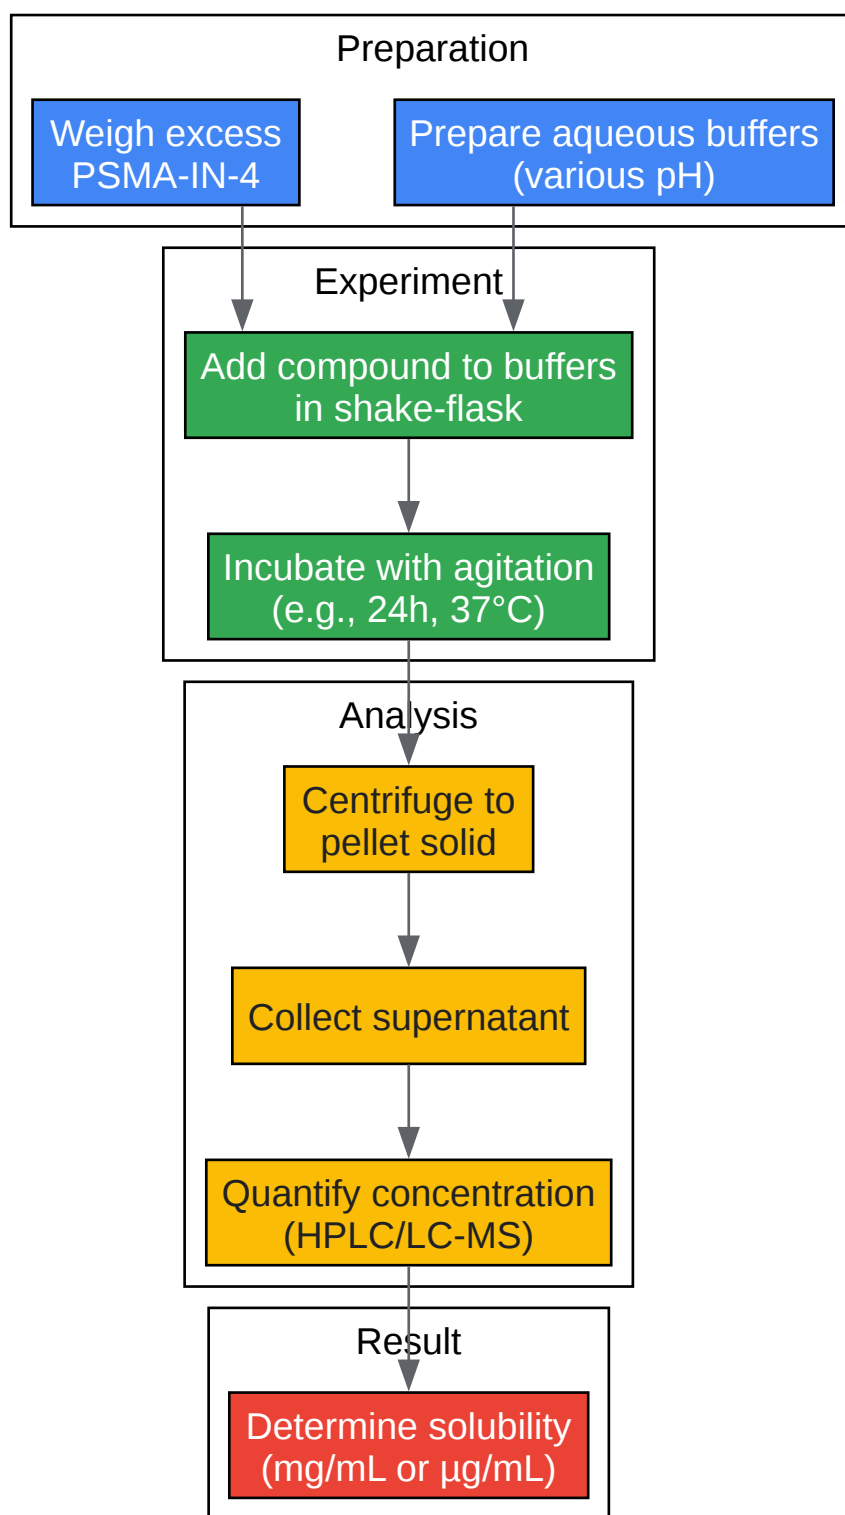 Preparation
Weigh excess
PSMA-IN-4
Prepare aqueous buffers
(various pH)
Experiment
Add compound to buffers
in shake-flask
Incubate with agitation
(e.g., 24h, 37°C)
Analysis
Centrifuge to
pellet solid
Collect supernatant
Quantify concentration
(HPLC/LC-MS)
Result
Determine solubility
(mg/mL or µg/mL)